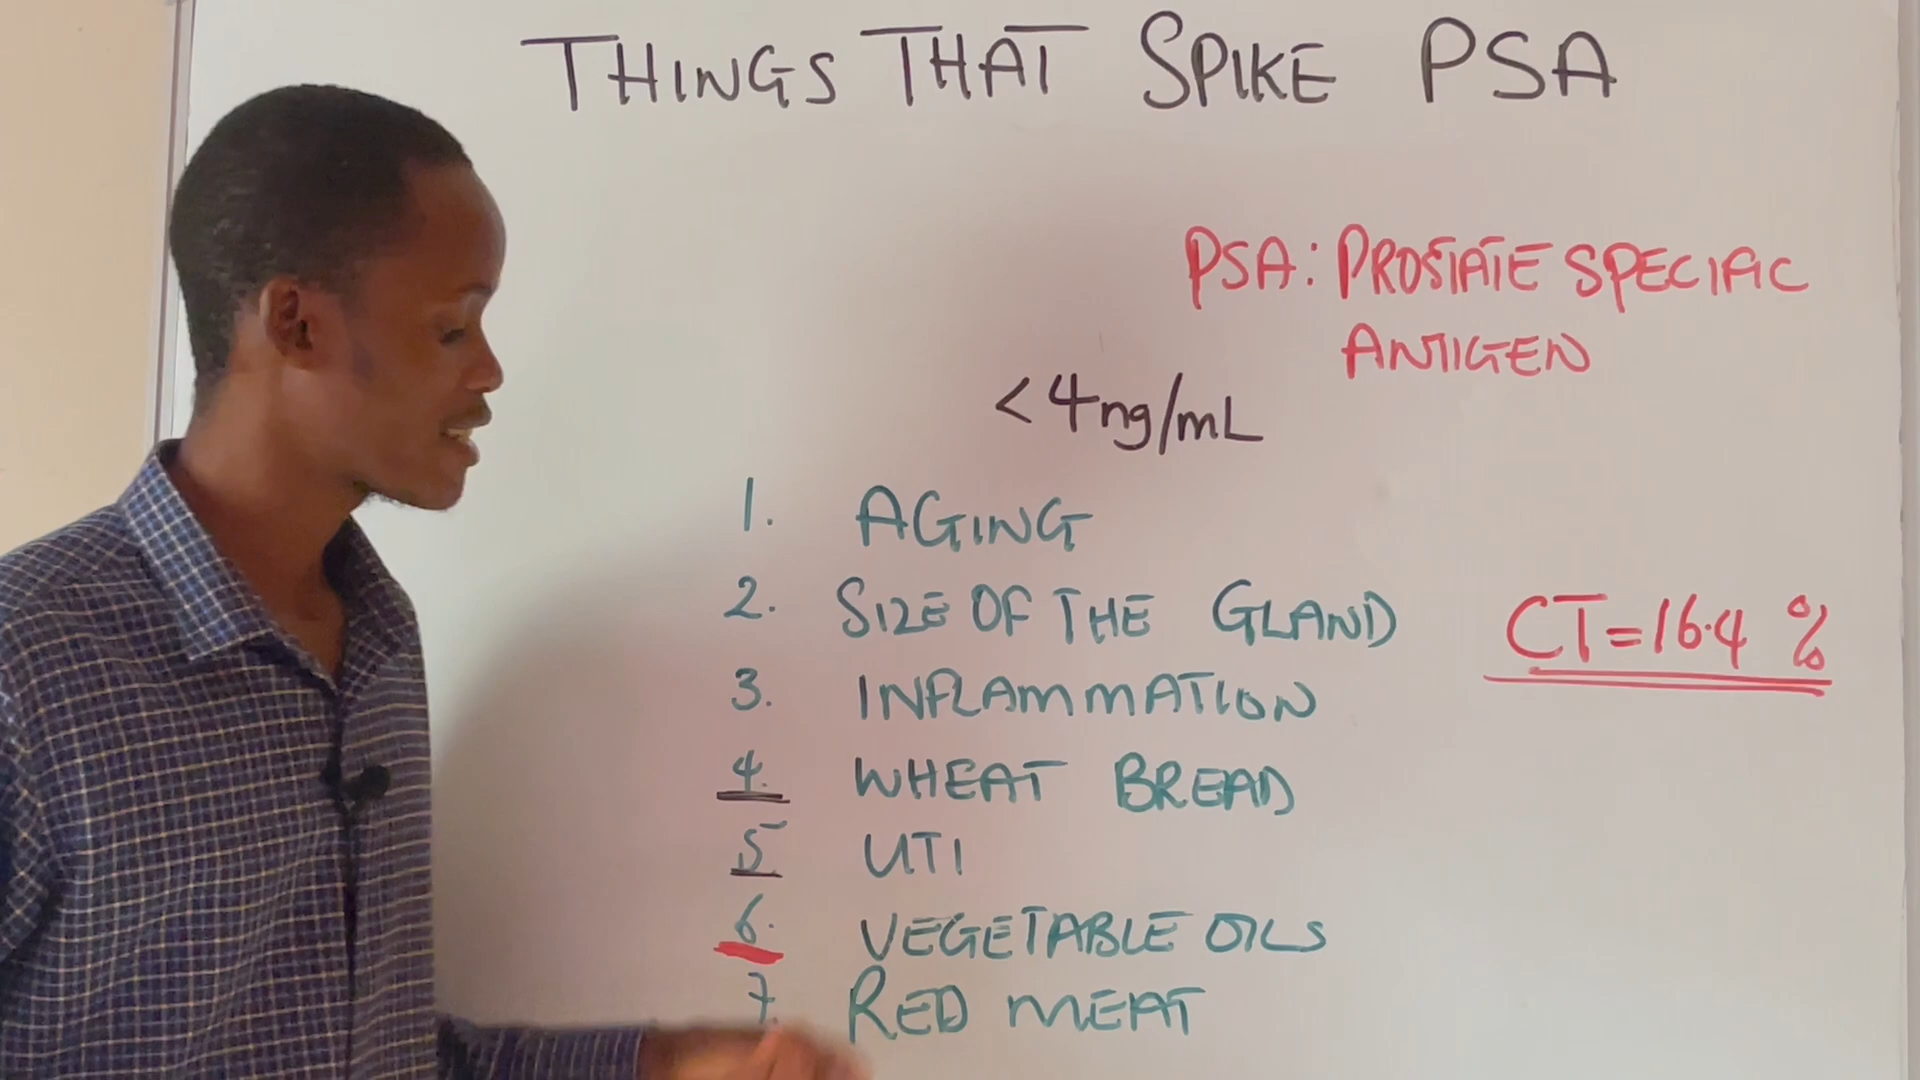 THINGS THAT SPIKE PSA
PSA: PROSTATE SPECIFIC
ANTIGEN
<4ng/mL
1. AGING
2. SIZE OF THE GLAND
3. INFLAMMATION
4. WHEAT BREAD
5 UTI
6. VEGETABLE OILS
7. RED MEAT
CT=16.4 %